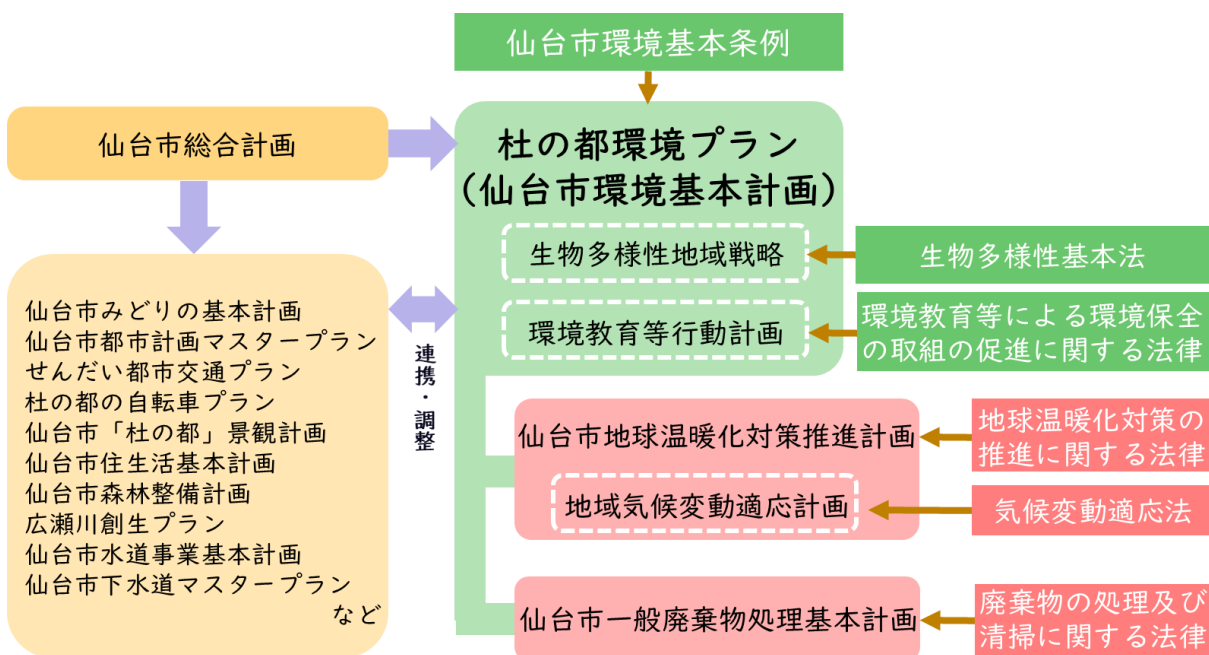 仙台市環境基本条例
仙台市総合計画
杜の都環境プラン
(仙台市環境基本計画)
生物多様性地域戦略
生物多様性基本法
環境教育等行動計画
環境教育等による環境保全
の取組の促進に関する法律
仙台市みどりの基本計画
仙台市都市計画マスタープラン
せんだい都市交通プラン
杜の都の自転車プラン
仙台市「杜の都」景観計画
仙台市住生活基本計画
仙台市森林整備計画
広瀬川創生プラン
仙台市水道事業基本計画
仙台市下水道マスタープラン
など
連携・調整
仙台市地球温暖化対策推進計画
地球温暖化対策の
推進に関する法律
地域気候変動適応計画
気候変動適応法
仙台市一般廃棄物処理基本計画
廃棄物の処理及び
清掃に関する法律